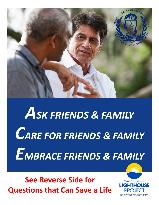 ASK FRIENDS & FAMILY
CARE FOR FRIENDS & FAMILY
EMBRACE FRIENDS & FAMILY
See Reverse Side for
Questions that Can Save a Life
LIGHTHOUSE
PROJECT